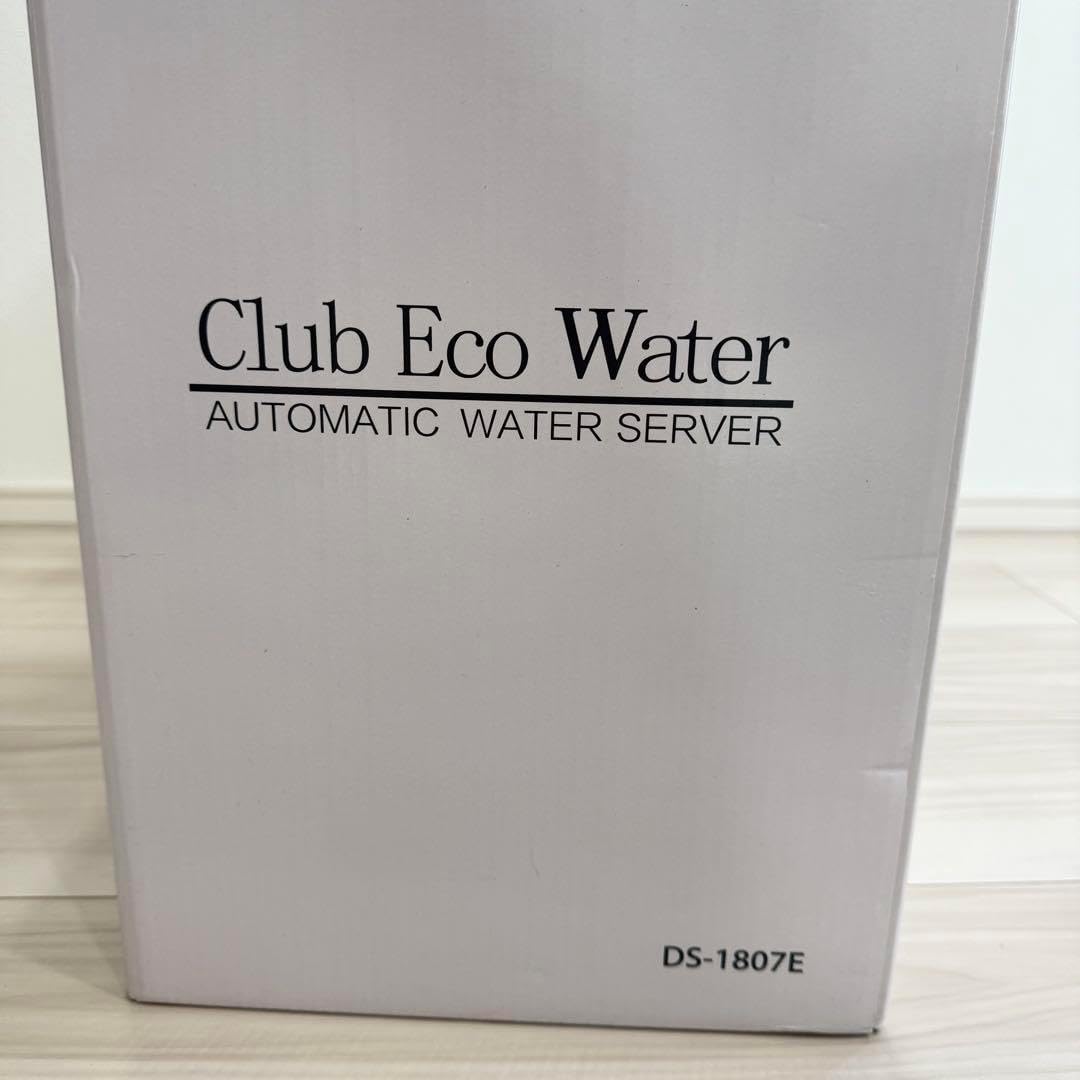 Club Eco Water
AUTOMATIC WATER SERVER
DS-1807E